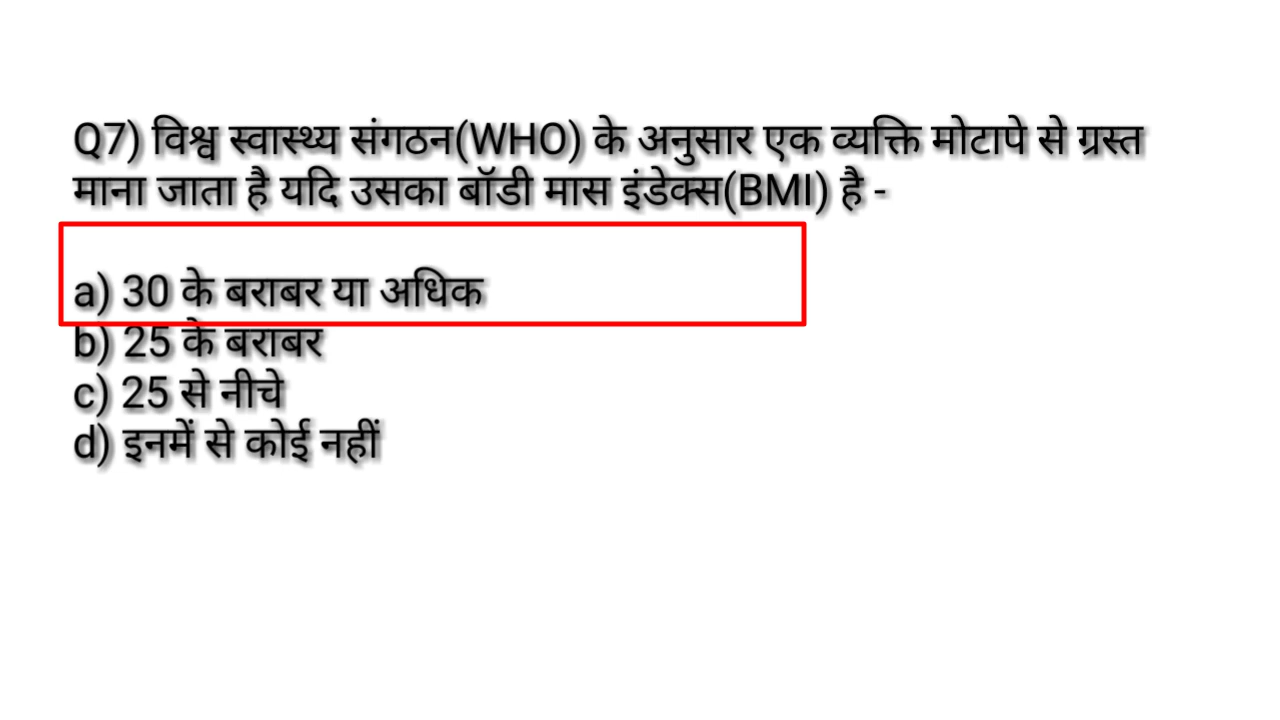 Q7) विश्व स्वास्थ्य संगठन(WHO) के अनुसार एक व्यक्ति मोटापे से ग्रस्त
माना जाता है यदि उसका बॉडी मास इंडेक्स(BMI) है -
a) 30 के बराबर या अधिक
b) 25 के बराबर
c) 25 से नीचे
d) इनमें से कोई नहीं